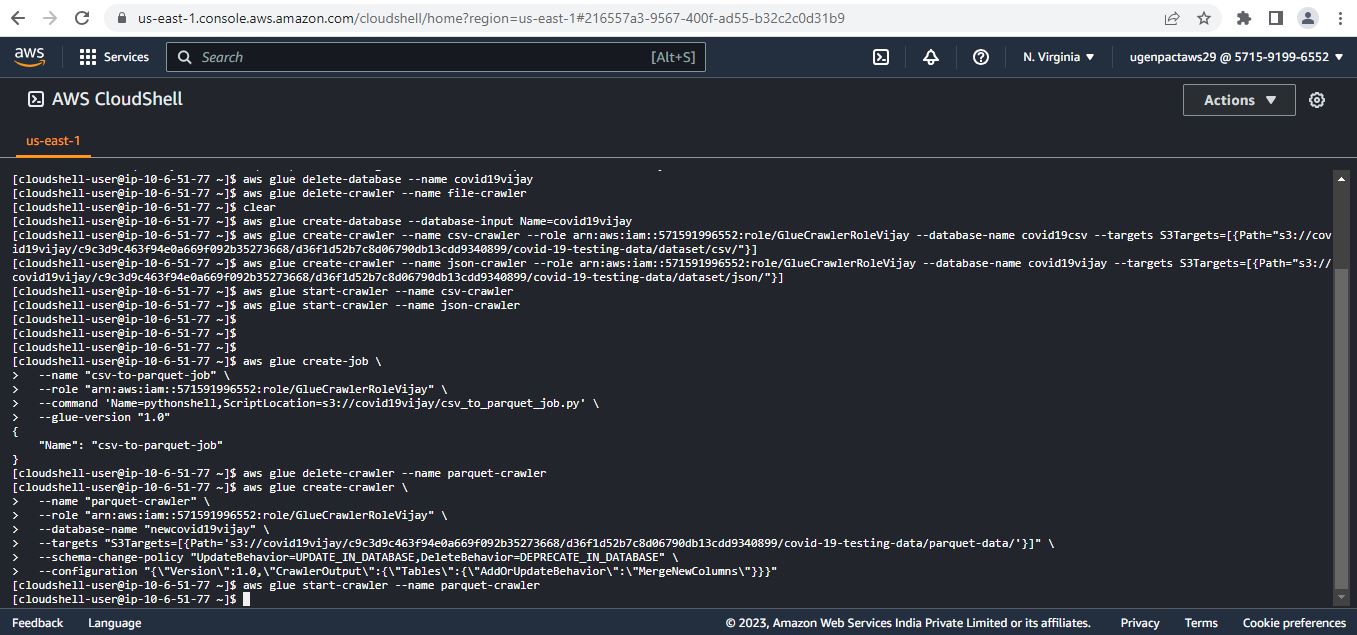 us-east-1.console.aws.amazon.com/cloudshell/home?region=us-east-1#216557a3-9567-400f-ad55-b32c2c0d31b9
aws Services Search [Alt+S] N. Virginia ▼ ugenpactaws29 @ 5715-9199-6552 ▼
AWS CloudShell Actions ▼
us-east-1
[cloudshell-user@ip-10-6-51-77 ~]$ aws glue delete-database --name covid19vijay
[cloudshell-user@ip-10-6-51-77 ~]$ aws glue delete-crawler --name file-crawler
[cloudshell-user@ip-10-6-51-77 ~]$ clear
[cloudshell-user@ip-10-6-51-77 ~]$ aws glue create-database --database-input Name=covid19vijay
[cloudshell-user@ip-10-6-51-77 ~]$ aws glue create-crawler --name csv-crawler --role arn:aws:iam::571591996552:role/GlueCrawlerRoleVijay --database-name covid19csv --targets S3Targets=[{Path="s3://cov
id19vijay/c9c3d9c463f94e0a669f092b35273668/d36f1d52b7c8d06790db13cdd9340899/covid-19-testing-data/dataset/csv/"}]
[cloudshell-user@ip-10-6-51-77 ~]$ aws glue create-crawler --name json-crawler --role arn:aws:iam::571591996552:role/GlueCrawlerRoleVijay --database-name covid19vijay --targets S3Targets=[{Path="s3://
covid19vijay/c9c3d9c463f94e0a669f092b35273668/d36f1d52b7c8d06790db13cdd9340899/covid-19-testing-data/dataset/json/"}]
[cloudshell-user@ip-10-6-51-77 ~]$ aws glue start-crawler --name csv-crawler
[cloudshell-user@ip-10-6-51-77 ~]$ aws glue start-crawler --name json-crawler
[cloudshell-user@ip-10-6-51-77 ~]$
[cloudshell-user@ip-10-6-51-77 ~]$
[cloudshell-user@ip-10-6-51-77 ~]$
[cloudshell-user@ip-10-6-51-77 ~]$ aws glue create-job \
>   --name "csv-to-parquet-job" \
>   --role "arn:aws:iam::571591996552:role/GlueCrawlerRoleVijay" \
>   --command 'Name=pythonshell,ScriptLocation=s3://covid19vijay/csv_to_parquet_job.py' \
>   --glue-version "1.0"
{
    "Name": "csv-to-parquet-job"
}
[cloudshell-user@ip-10-6-51-77 ~]$ aws glue delete-crawler --name parquet-crawler
[cloudshell-user@ip-10-6-51-77 ~]$ aws glue create-crawler \
>   --name "parquet-crawler" \
>   --role "arn:aws:iam::571591996552:role/GlueCrawlerRoleVijay" \
>   --database-name "newcovid19vijay" \
>   --targets "S3Targets=[{Path='s3://covid19vijay/c9c3d9c463f94e0a669f092b35273668/d36f1d52b7c8d06790db13cdd9340899/covid-19-testing-data/parquet-data/'}]" \
>   --schema-change-policy "UpdateBehavior=UPDATE_IN_DATABASE,DeleteBehavior=DEPRECATE_IN_DATABASE" \
>   --configuration "{\"Version\":1.0,\"CrawlerOutput\":{\"Tables\":{\"AddOrUpdateBehavior\":\"MergeNewColumns\"}}}"
[cloudshell-user@ip-10-6-51-77 ~]$ aws glue start-crawler --name parquet-crawler
[cloudshell-user@ip-10-6-51-77 ~]$
Feedback Language © 2023, Amazon Web Services India Private Limited or its affiliates. Privacy Terms Cookie preferences